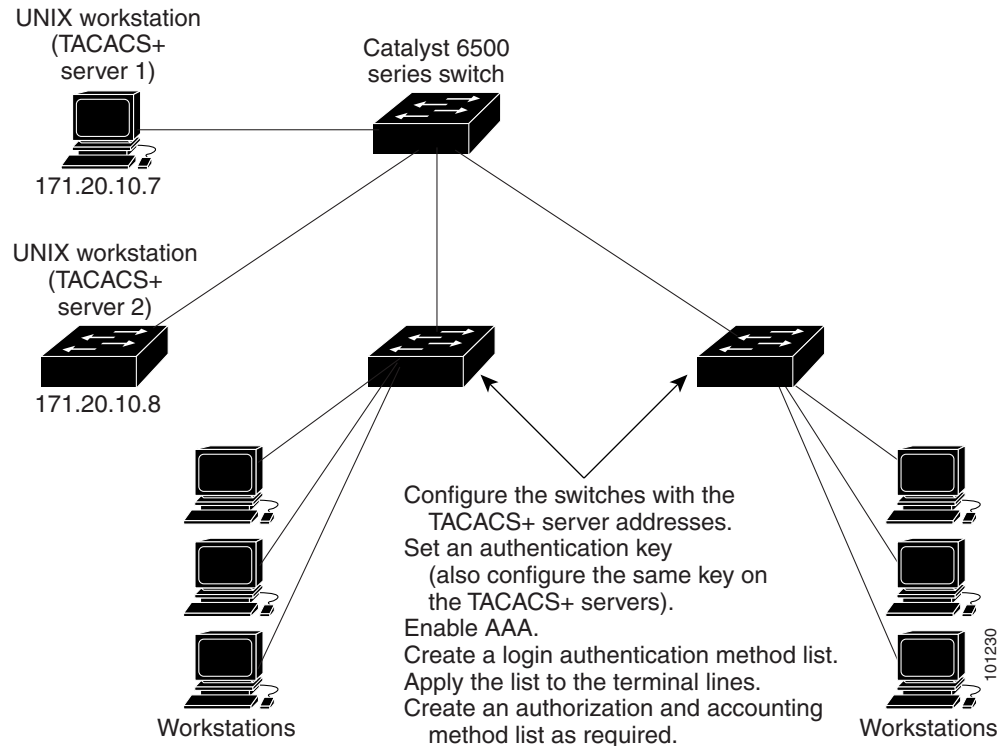 UNIX workstation
(TACACS+
server 1)
Catalyst 6500
series switch
171.20.10.7
UNIX workstation
(TACACS+
server 2)
171.20.10.8
Configure the switches with the
TACACS+ server addresses.
Set an authentication key
(also configure the same key on
the TACACS+ servers).
Enable AAA.
Create a login authentication method list.
Apply the list to the terminal lines.
Create an authorization and accounting
method list as required.
Workstations
Workstations
101230